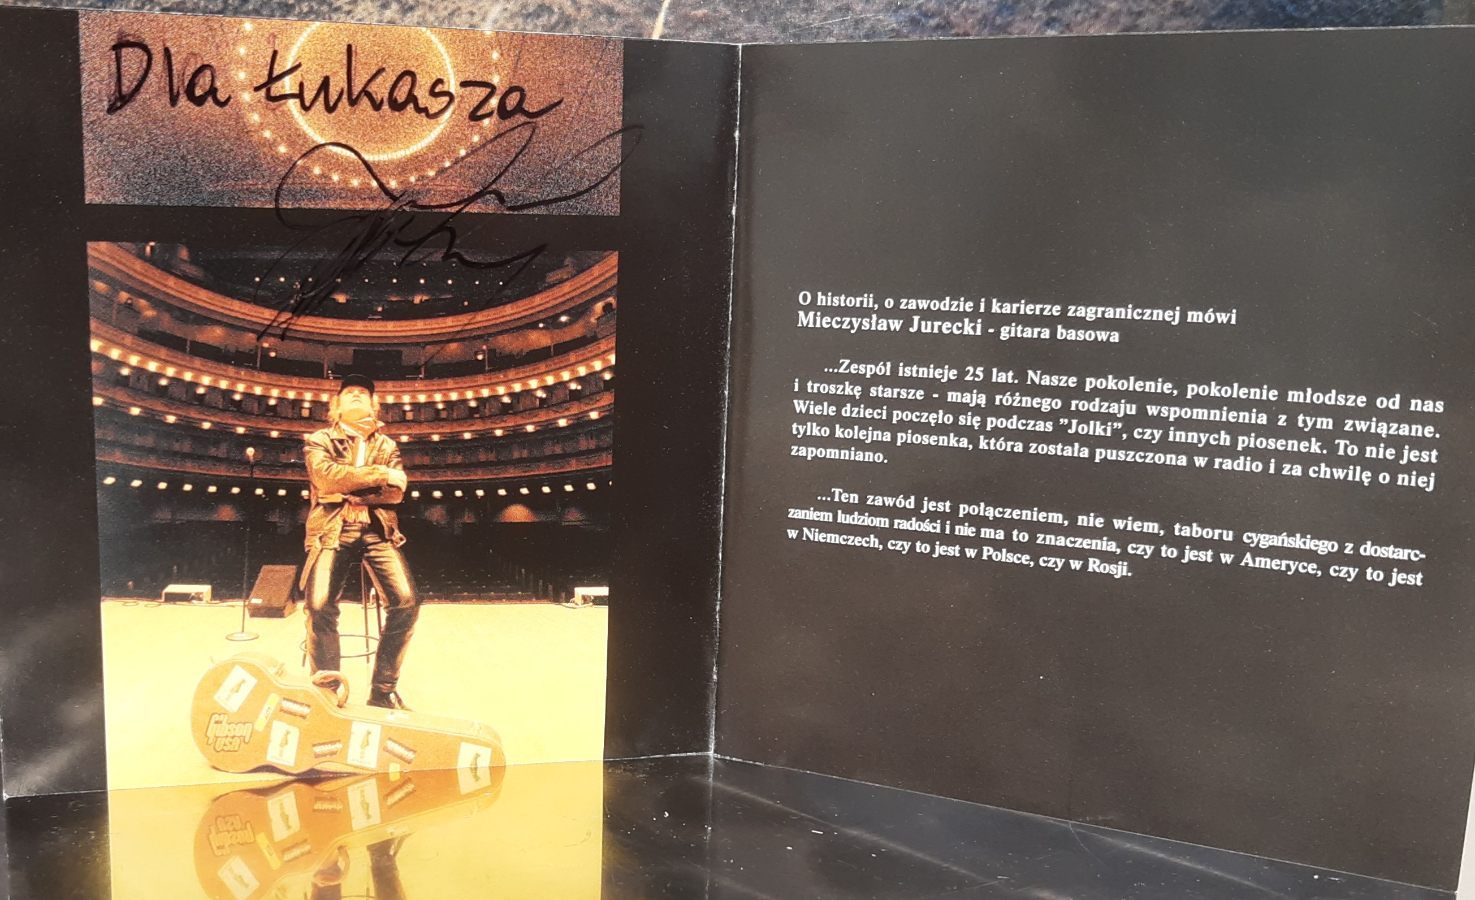 Dla Łukasza
Gibson
USA
O historii, o zawodzie i karierze zagranicznej mówi
Mieczysław Jurecki - gitara basowa
...Zespól istnieje 25 lat. Nasze pokolenie, pokolenie młodsze od nas
i troszkę starsze - mają różnego rodzaju wspomnienia z tym związane.
Wiele dzieci poczęło się podczas ”Jolki”, czy innych piosenek. To nie jest
tylko kolejna piosenka, która została puszczona w radio i za chwilę o niej
zapomniano.
...Ten zawód jest połączeniem, nie wiem, taboru cygańskiego z dostarc-
zaniem ludziom radości i nie ma to znaczenia, czy to jest w Ameryce, czy to jest
w Niemczech, czy to jest w Polsce, czy w Rosji.